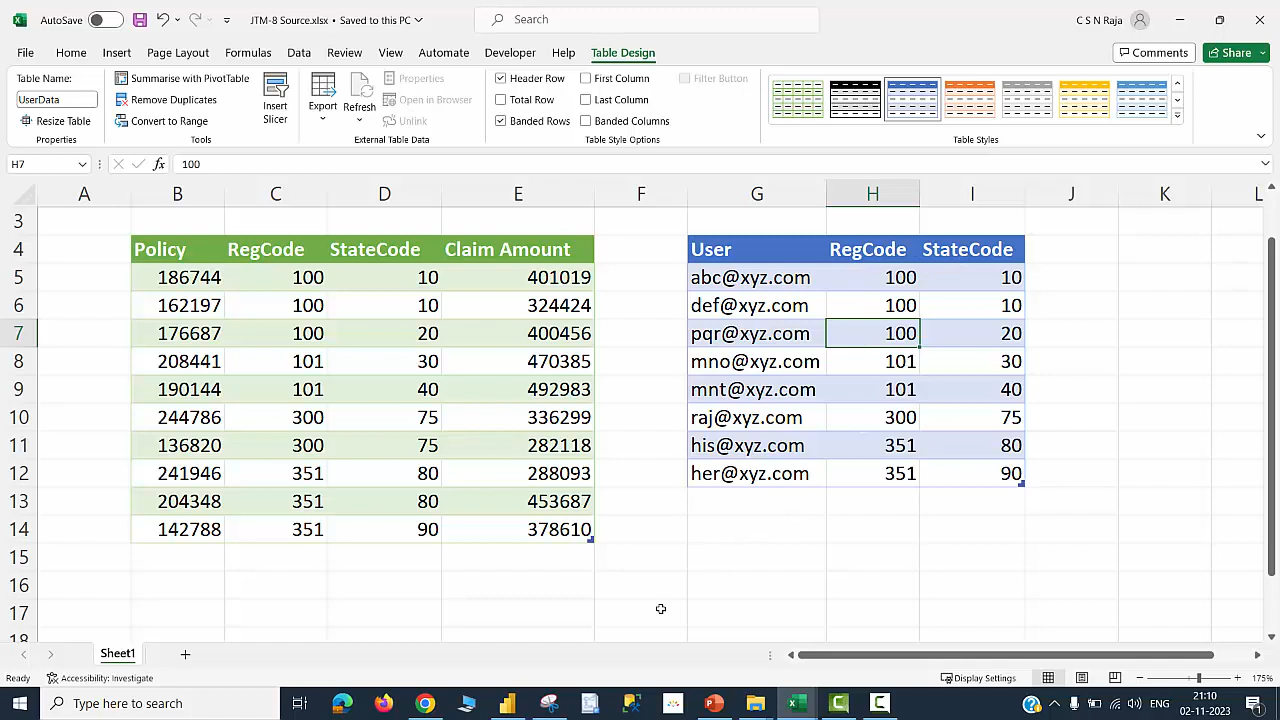 AutoSave
JTM-8 Source.xlsx • Saved to this PC
Search
C S N Raja
File Home Insert Page Layout Formulas Data Review View Automate Developer Help Table Design
Comments
Share
Table Name:
UserData
Resize Table
Properties
Summarise with PivotTable
Remove Duplicates
Convert to Range
Insert
Slicer
Tools
Export
Refresh
Properties
Open in Browser
Unlink
External Table Data
Header Row
First Column
Filter Button
Total Row
Last Column
Banded Rows
Banded Columns
Table Style Options
Table Styles
H7
fx
100
A B C D E F G H I J K L
3
4 Policy RegCode StateCode Claim Amount User RegCode StateCode
5 186744 100 10 401019 abc@xyz.com 100 10
6 162197 100 10 324424 def@xyz.com 100 10
7 176687 100 20 400456 pqr@xyz.com 100 20
8 208441 101 30 470385 mno@xyz.com 101 30
9 190144 101 40 492983 mnt@xyz.com 101 40
10 244786 300 75 336299 raj@xyz.com 300 75
11 136820 300 75 282118 his@xyz.com 351 80
12 241946 351 80 288093 her@xyz.com 351 90
13 204348 351 80 453687
14 142788 351 90 378610
15
16
17
18
Sheet1
Ready
Accessibility: Investigate
Display Settings
175%
Type here to search
ENG
21:10
02-11-2023